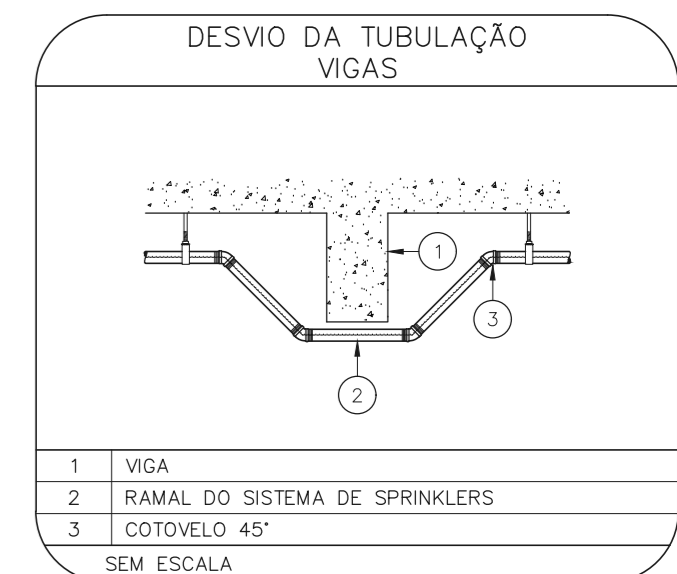 DESVIO DA TUBULAÇÃO
VIGAS
1
3
2
1 VIGA
2 RAMAL DO SISTEMA DE SPRINKLERS
3 COTOVELO 45°
SEM ESCALA